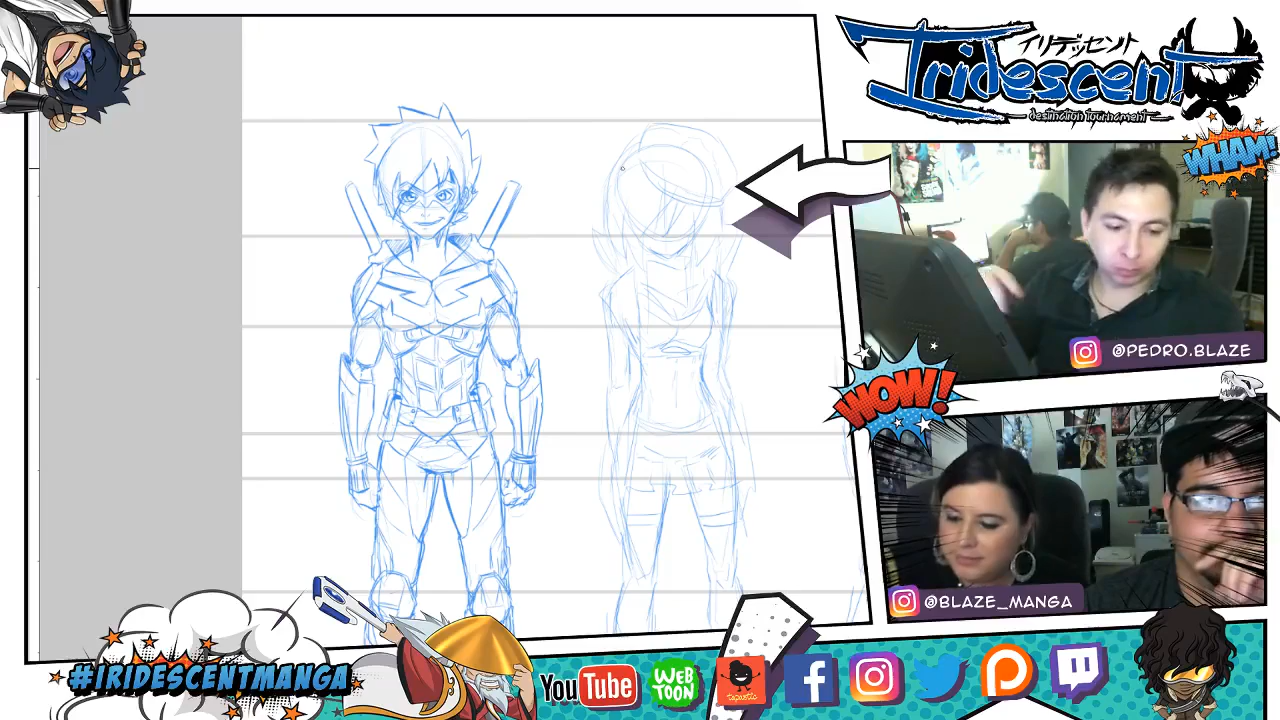 イリデッセント
Iridescent
destination tournament
WHAM!
@PEDRO.BLAZE
WOW!
@BLAZE_MANGA
#IRIDESCENTMANGA
YouTube
WEB
TOON
tapastic